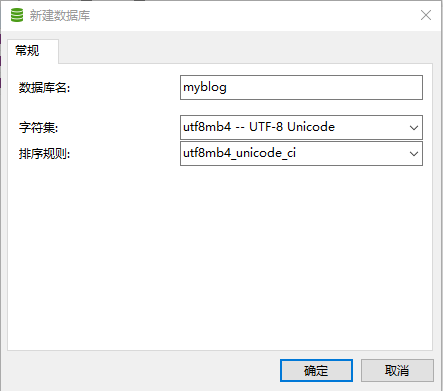 新建数据库
常规
数据库名: myblog
字符集: utf8mb4 -- UTF-8 Unicode
排序规则: utf8mb4_unicode_ci
确定 取消